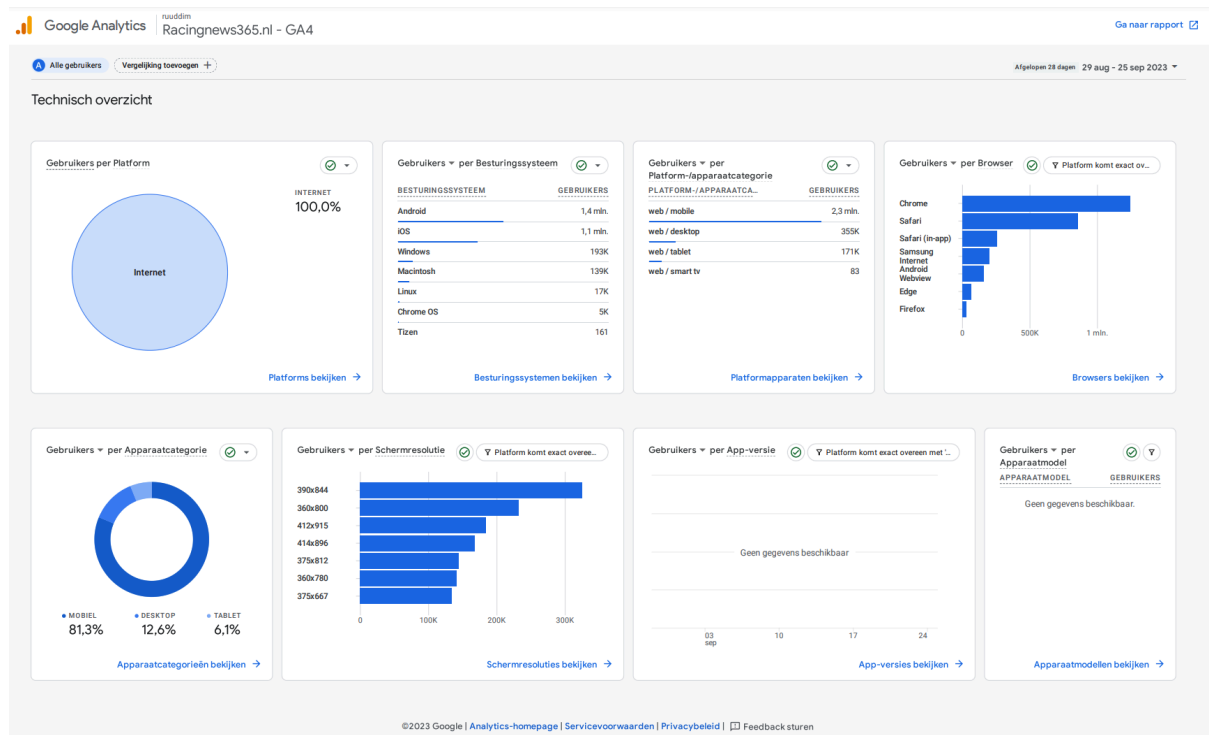 Google Analytics
ruuddim
Racingnews365.nl - GA4
Ga naar rapport
A Alle gebruikers
Vergelijking toevoegen +
Afgelopen 28 dagen 29 aug - 25 sep 2023
Technisch overzicht
Gebruikers per Platform
INTERNET
100,0%
Internet
Platforms bekijken →
Gebruikers per Besturingssysteem
BESTURINGSSYSTEEM GEBRUIKERS
Android 1,4 mln.
iOS 1,1 mln.
Windows 193K
Macintosh 139K
Linux 17K
Chrome OS 5K
Tizen 161
Besturingssystemen bekijken →
Gebruikers per
Platform-/apparaatcategorie
PLATFORM-/APPARAATCA... GEBRUIKERS
web / mobile 2,3 mln.
web / desktop 355K
web / tablet 171K
web / smart tv 83
Platformapparaten bekijken →
Gebruikers per Browser
Platform komt exact ov...
Chrome
Safari
Safari (in-app)
Samsung
Internet
Android
Webview
Edge
Firefox
0 500K 1 mln.
Browsers bekijken →
Gebruikers per Apparaatcategorie
MOBIEL DESKTOP TABLET
81,3% 12,6% 6,1%
Apparaatcategorieën bekijken →
Gebruikers per Schermresolutie
Platform komt exact overee...
390x844
360x800
412x915
414x896
375x812
360x780
375x667
0 100K 200K 300K
Schermresoluties bekijken →
Gebruikers per App-versie
Platform komt exact overeen met '...
Geen gegevens beschikbaar
03 10 17 24
sep
App-versies bekijken →
Gebruikers per
Apparaatmodel
APPARAATMODEL GEBRUIKERS
Geen gegevens beschikbaar.
Apparaatmodellen bekijken →
©2023 Google | Analytics-homepage | Servicevoorwaarden | Privacybeleid | Feedback sturen